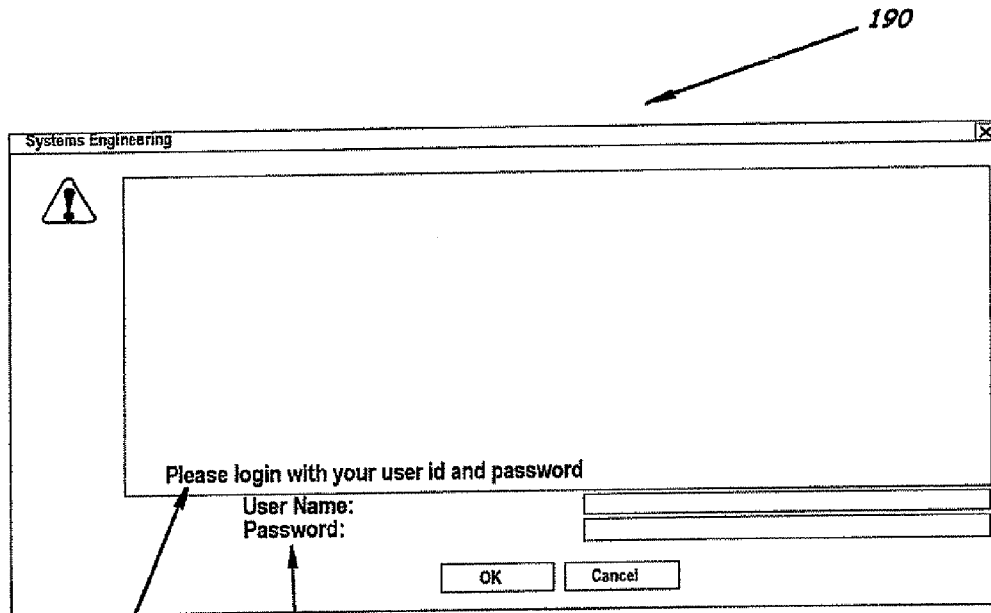 190
Systems Engineering
Please login with your user id and password
User Name:
Password:
OK Cancel